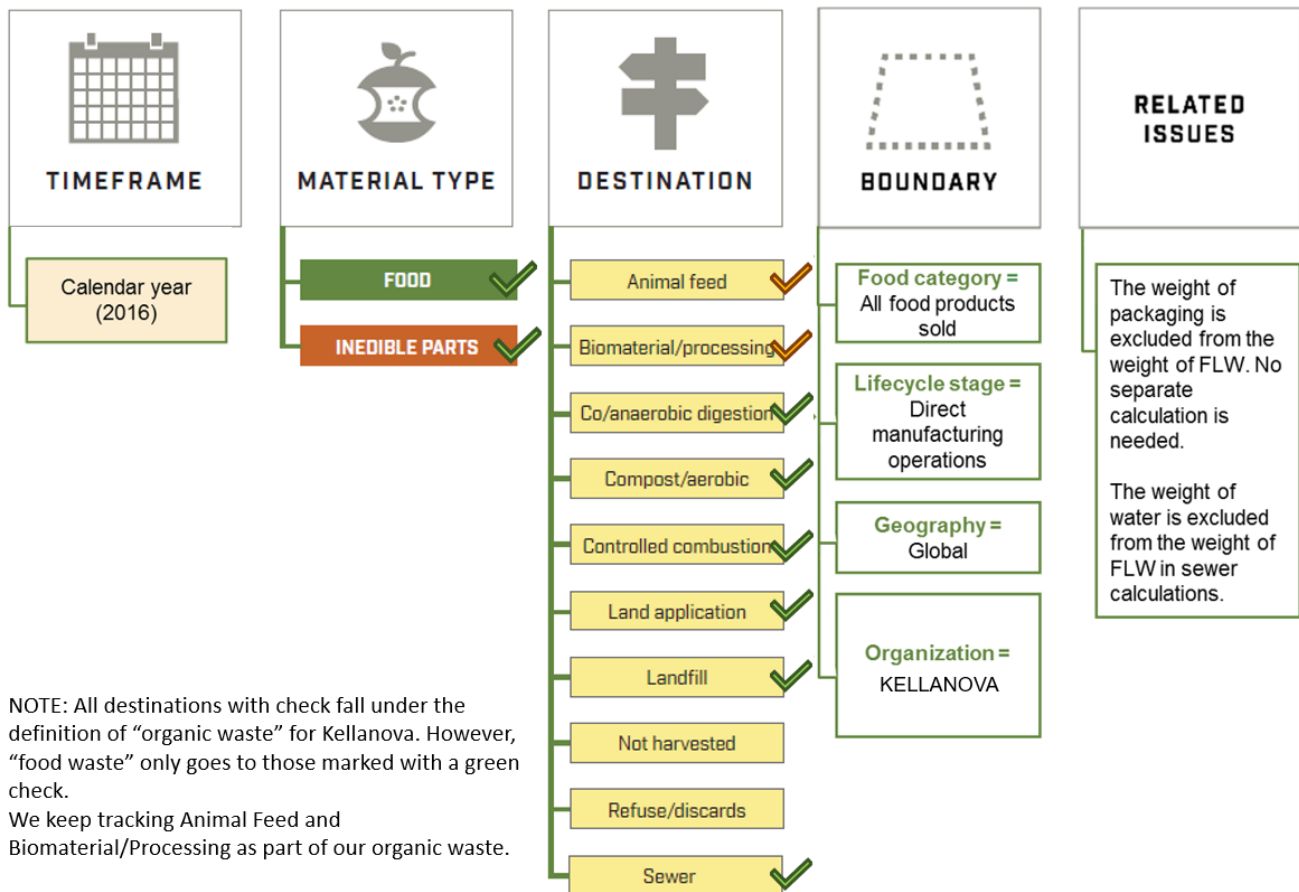 TIMEFRAME
Calendar year
(2016)
MATERIAL TYPE
FOOD
INEDIBLE PARTS
DESTINATION
Animal feed
Biomaterial/processing
Co/anaerobic digestion
Compost/aerobic
Controlled combustion
Land application
Landfill
Not harvested
Refuse/discards
Sewer
BOUNDARY
Food category =
All food products
sold
Lifecycle stage =
Direct
manufacturing
operations
Geography =
Global
Organization =
KELLANOVA
RELATED
ISSUES
The weight of
packaging is
excluded from the
weight of FLW. No
separate
calculation is
needed.
The weight of
water is excluded
from the weight of
FLW in sewer
calculations.
NOTE: All destinations with check fall under the
definition of “organic waste” for Kellanova. However,
“food waste” only goes to those marked with a green
check.
We keep tracking Animal Feed and
Biomaterial/Processing as part of our organic waste.